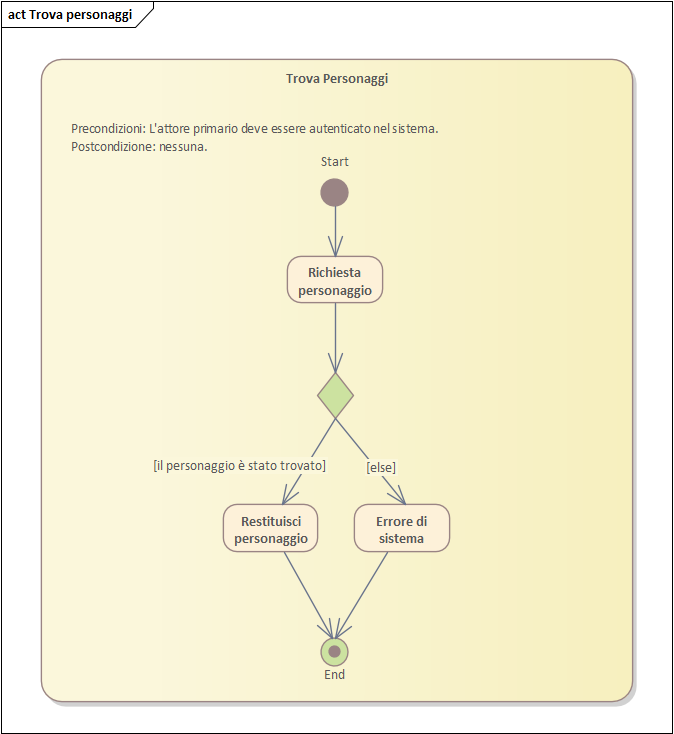 act Trova personaggi
Trova Personaggi
Precondizioni: L'attore primario deve essere autenticato nel sistema.
Postcondizione: nessuna.
Start
Richiesta
personaggio
[il personaggio è stato trovato]
[else]
Restituisci
personaggio
Errore di
sistema
End